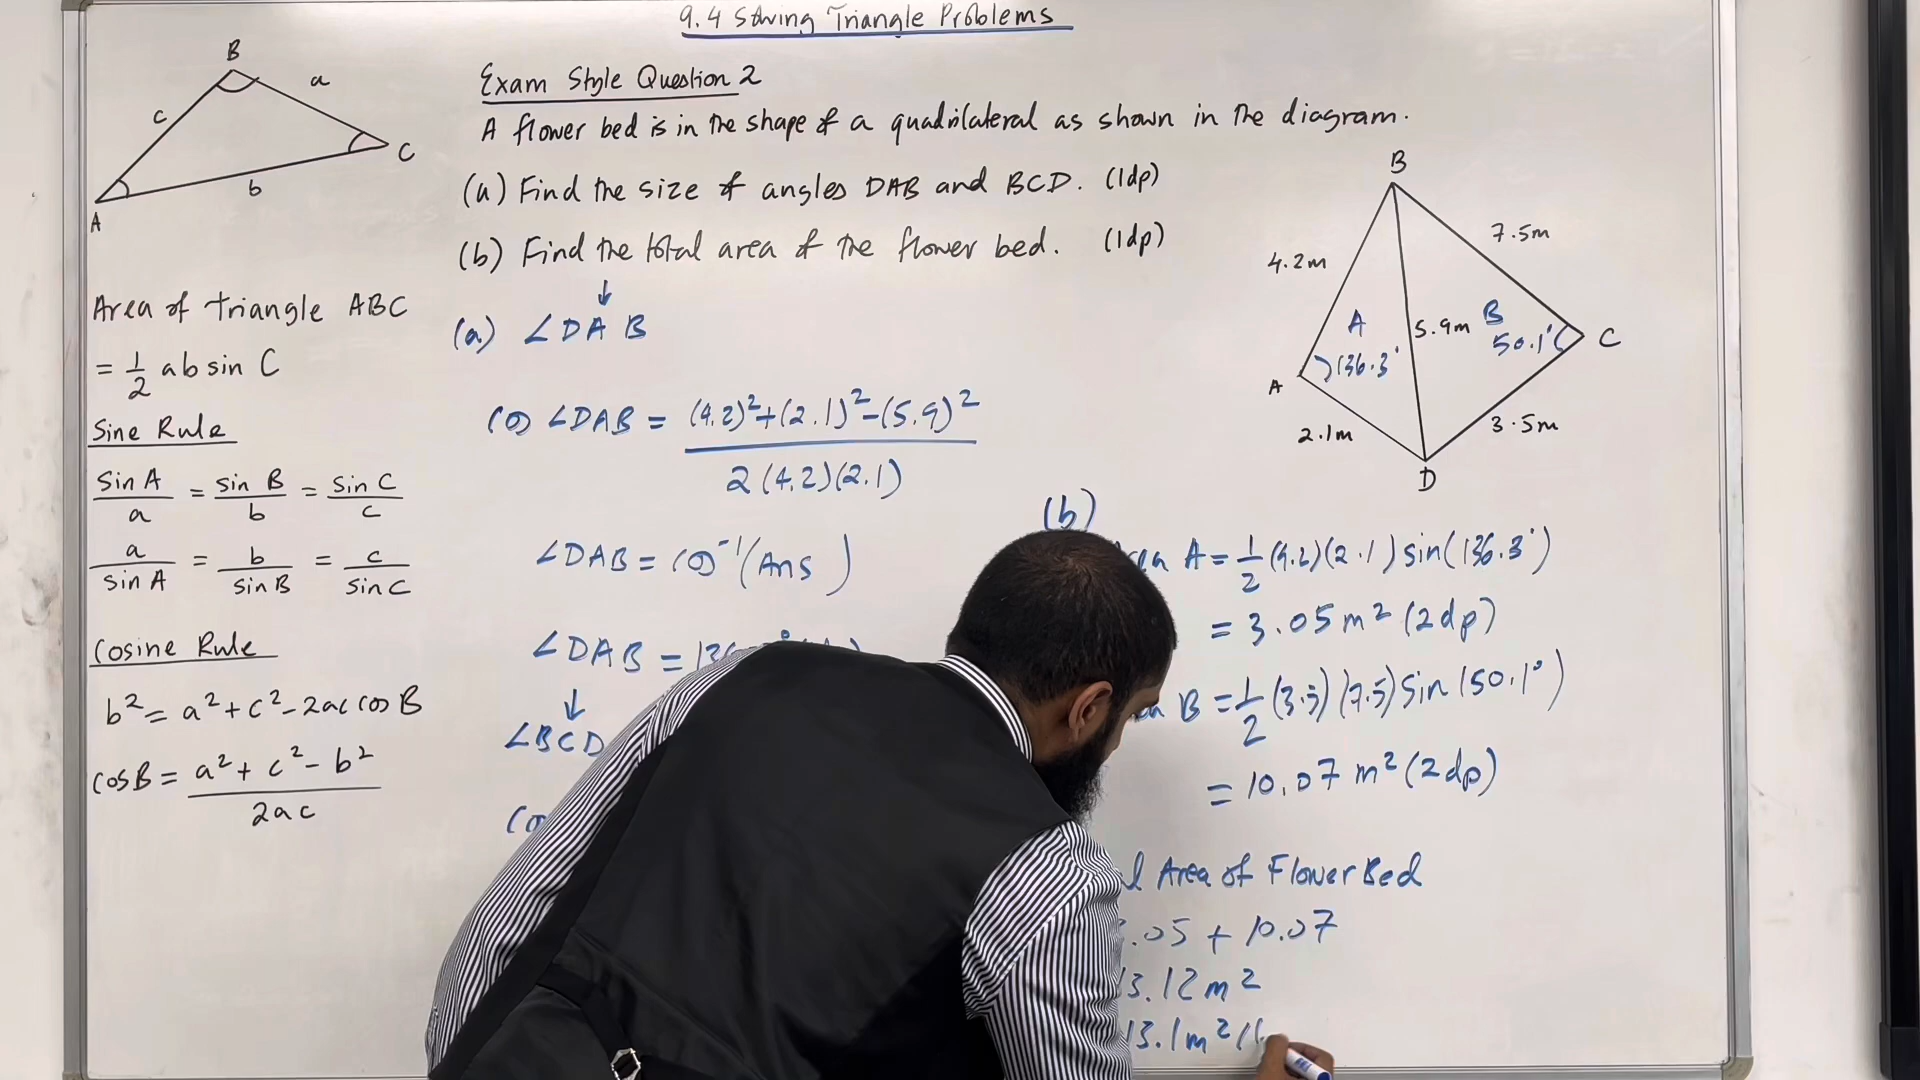 9.4 Solving Triangle Problems
B
a
c
C
b
A
Exam Style Question 2
A flower bed is in the shape of a quadrilateral as shown in the diagram.
(a) Find the size of angles DAB and BCD. (1dp)
(b) Find the total area of the flower bed. (1dp)
B
7.5m
4.2m
A
5.9m
B
50.1°
C
136.3°
A
2.1m
3.5m
D
Area of Triangle ABC
= 1/2 ab sin C
Sine Rule
sin A / a = sin B / b = sin C / c
a / sin A = b / sin B = c / sin C
Cosine Rule
b² = a² + c² - 2ac cos B
cos B = a² + c² - b² / 2ac
↓
(a) ∠DAB
cos ∠DAB = (4.2)² + (2.1)² - (5.9)² / 2(4.2)(2.1)
∠DAB = cos⁻¹(Ans)
∠DAB =
↓
∠BCD
(b)
A = 1/2 (4.2)(2.1) sin(136.3°)
= 3.05 m² (2dp)
B = 1/2 (3.5)(7.5) sin(50.1°)
= 10.07 m² (2dp)
Area of Flower Bed
.05 + 10.07
13.12 m²
13.1 m² (